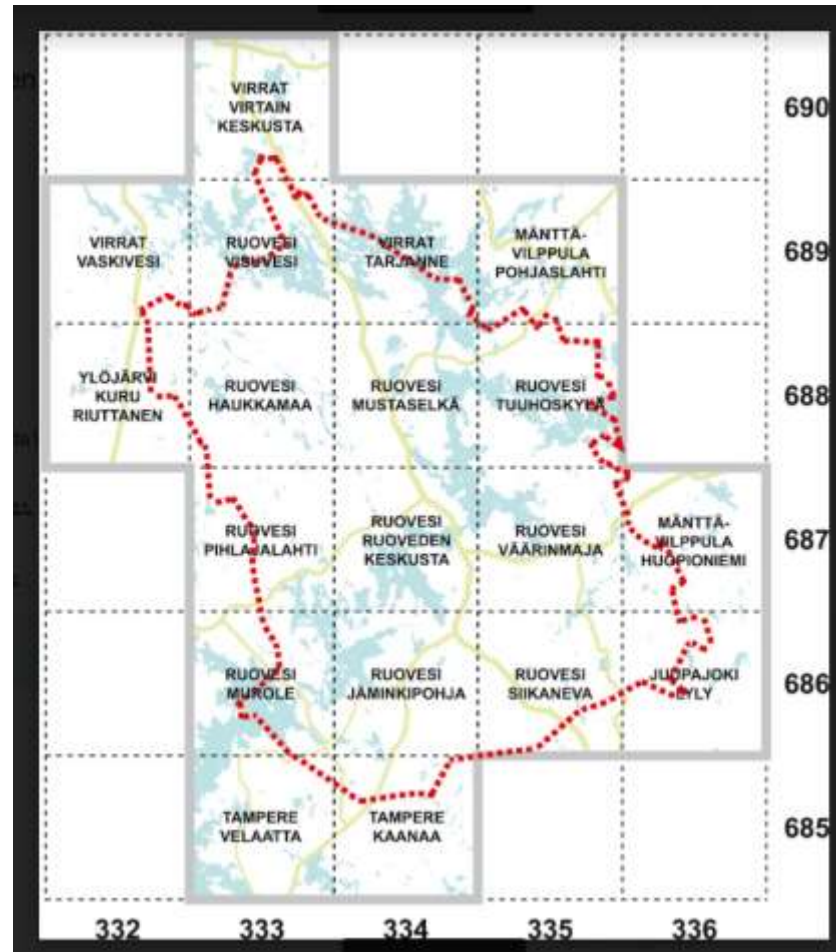 VIRRAT
VIRTAIN
KESKUSTA
690
VIRRAT
VASKIVESI
RUOVESI
VISUVESI
VIRRAT
TARJANNE
MÄNTTÄ-
VILPPULA
POHJASLAHTI
689
YLÖJÄRVI
KURU
RIUTTANEN
RUOVESI
HAUKKAMAA
RUOVESI
MUSTASELKÄ
RUOVESI
TUUHOSKYLÄ
688
RUOVESI
PIHLAJALAHTI
RUOVESI
RUOVEDEN
KESKUSTA
RUOVESI
VÄÄRINMAJA
MÄNTTÄ-
VILPPULA
HUOPIONIEMI
687
RUOVESI
MUROLE
RUOVESI
JÄMINKIPOHJA
RUOVESI
SIIKANEVA
JUUPAJOKI
LYLY
686
TAMPERE
VELAATTA
TAMPERE
KAANAA
685
332
333
334
335
336